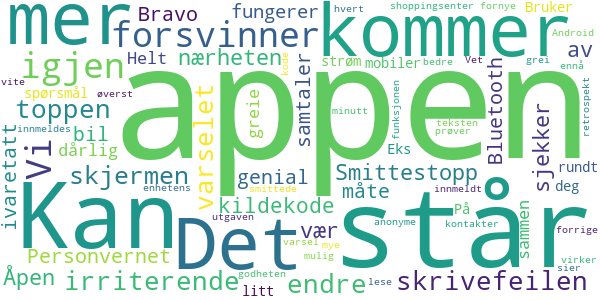 shoppingsenter fornye
mer Bravo fungerer hvert Bruker
forsvinner kommer Android
igjen Helt nærheten strøm mobiler bedre Vet grei av
spørsmål ennå
vite øverst toppen greie kode samtaler appen minutt funksjonen teksten prøver Bluetooth sjekker retrospekt
innmeldes bil varselet
ivaretatt Vi dårlig genial Smittestopp Eks rundt
skjermen enhetens smittede måte innmeldt deg
Kan utgaven kildekode På sammen
Det vær anonyme kontakter står forrige
Personvernet varsel mye virker
Åpen irriterende godheten mulig endre lese skrivefeilen sier
litt